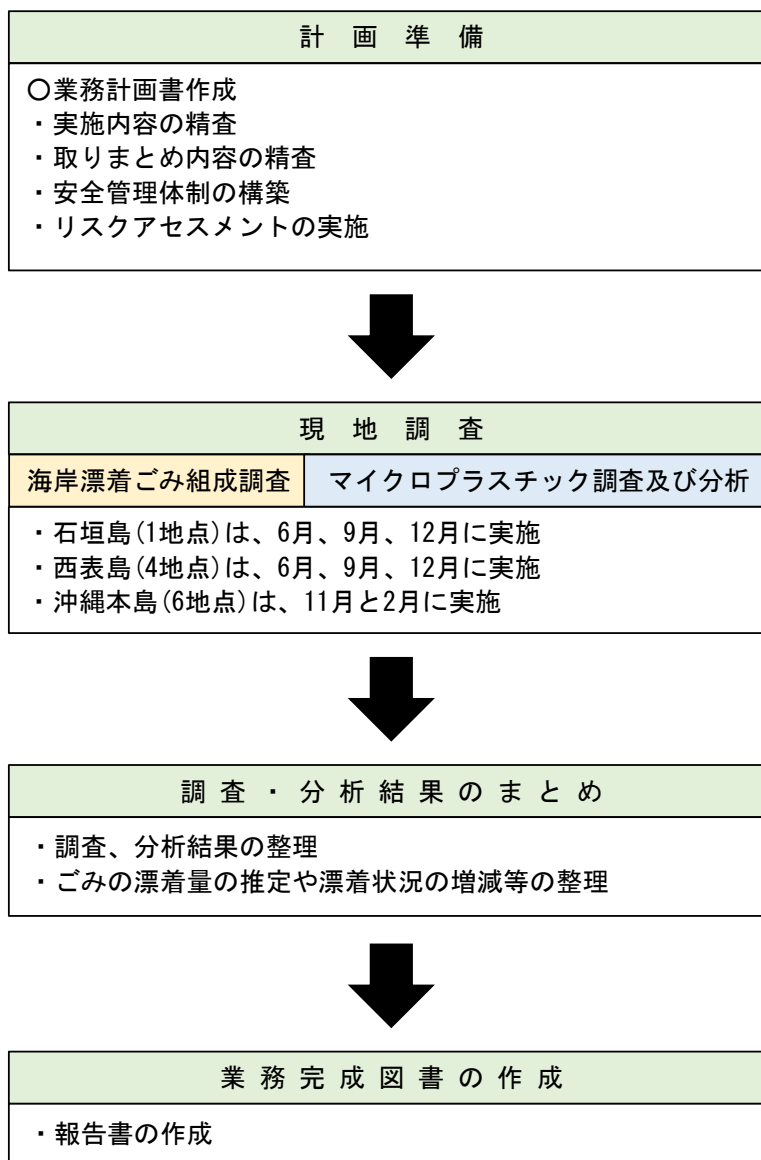 計画準備
〇業務計画書作成
・実施内容の精査
・取りまとめ内容の精査
・安全管理体制の構築
・リスクアセスメントの実施
現地調査
海岸漂着ごみ組成調査
マイクロプラスチック調査及び分析
・石垣島(1地点)は、6月、9月、12月に実施
・西表島(4地点)は、6月、9月、12月に実施
・沖縄本島(6地点)は、11月と2月に実施
調査・分析結果のまとめ
・調査、分析結果の整理
・ごみの漂着量の推定や漂着状況の増減等の整理
業務完成図書の作成
・報告書の作成